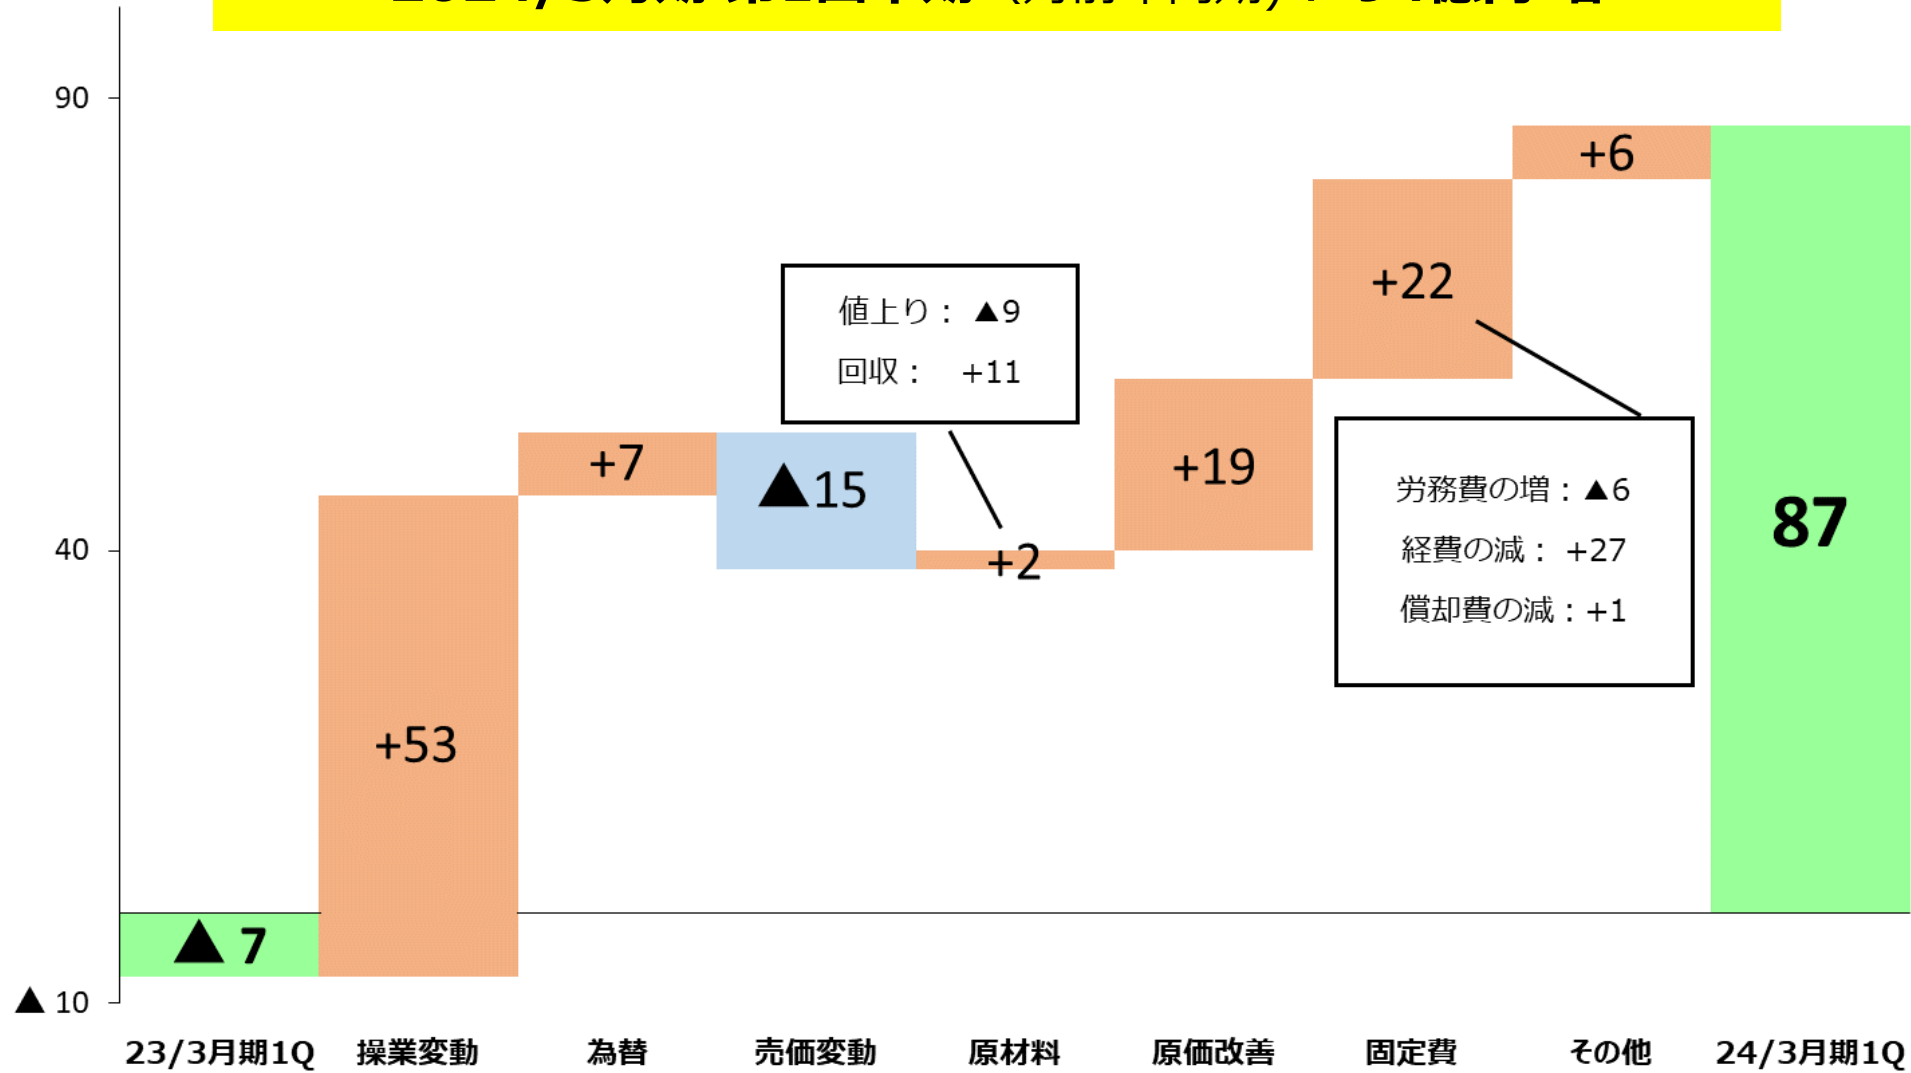 90
40
▲ 10
▲ 7
+53
+7
▲15
+2
+19
+22
+6
87
値上り： ▲9
回収： +11
労務費の増：▲6
経費の減： +27
償却費の減：+1
23/3月期1Q 操業変動 為替 売価変動 原材料 原価改善 固定費 その他 24/3月期1Q